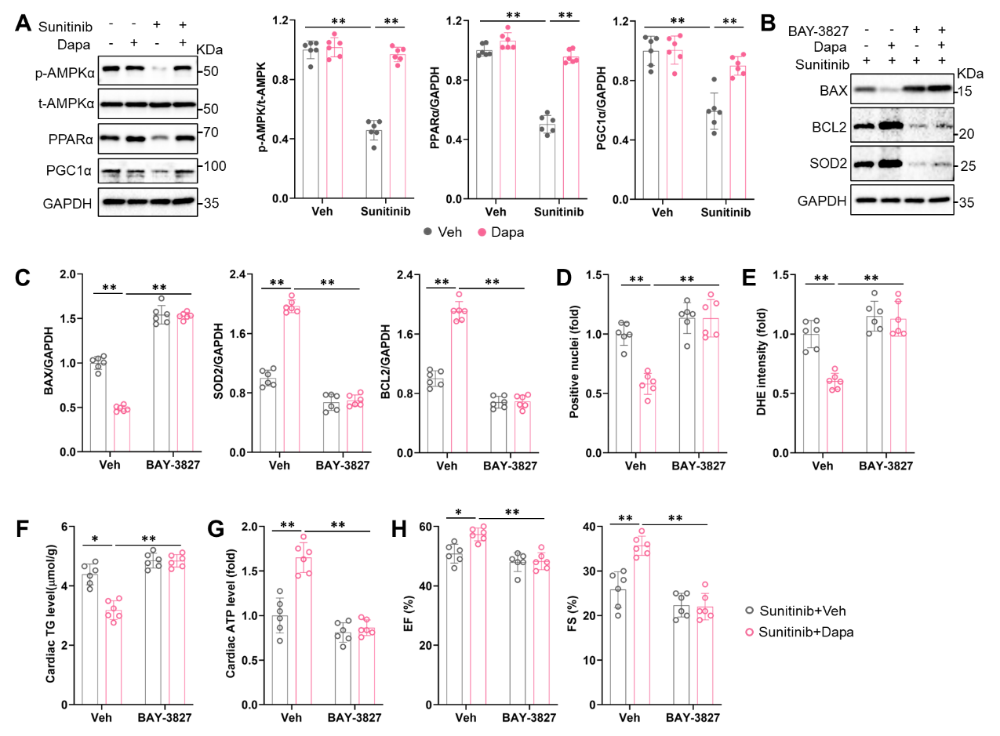 A
Sunitinib - - + +
Dapa - + - +
KDa
p-AMPKα
50
t-AMPKα
50
PPARα
70
PGC1α
100
GAPDH
35
p-AMPK/t-AMPK
1.2
0.8
0.4
0.0
** **
Veh Sunitinib
PPARα/GAPDH
1.2
0.8
0.4
0.0
** **
Veh Sunitinib
PGC1α/GAPDH
1.2
0.8
0.4
0.0
** **
Veh Sunitinib
Veh Dapa
B
BAY-3827 - - + +
Dapa - + - +
Sunitinib + + + +
KDa
BAX
15
BCL2
20
SOD2
25
GAPDH
35
C
BAX/GAPDH
2.0
1.5
1.0
0.5
0.0
** **
Veh BAY-3827
SOD2/GAPDH
2.4
1.6
0.8
0.0
** **
Veh BAY-3827
BCL2/GAPDH
2.4
1.6
0.8
0.0
** **
Veh BAY-3827
D
Positive nuclei (fold)
1.5
1.0
0.5
0.0
** **
Veh BAY-3827
E
DHE intensity (fold)
1.5
1.0
0.5
0.0
** **
Veh BAY-3827
F
Cardiac TG level(μmol/g)
6
4
2
0
* **
Veh BAY-3827
G
Cardiac ATP level (fold)
2.0
1.5
1.0
0.5
0.0
** **
Veh BAY-3827
H
EF (%)
60
40
20
0
* **
Veh BAY-3827
FS (%)
40
30
20
10
0
** **
Veh BAY-3827
Sunitinib+Veh
Sunitinib+Dapa